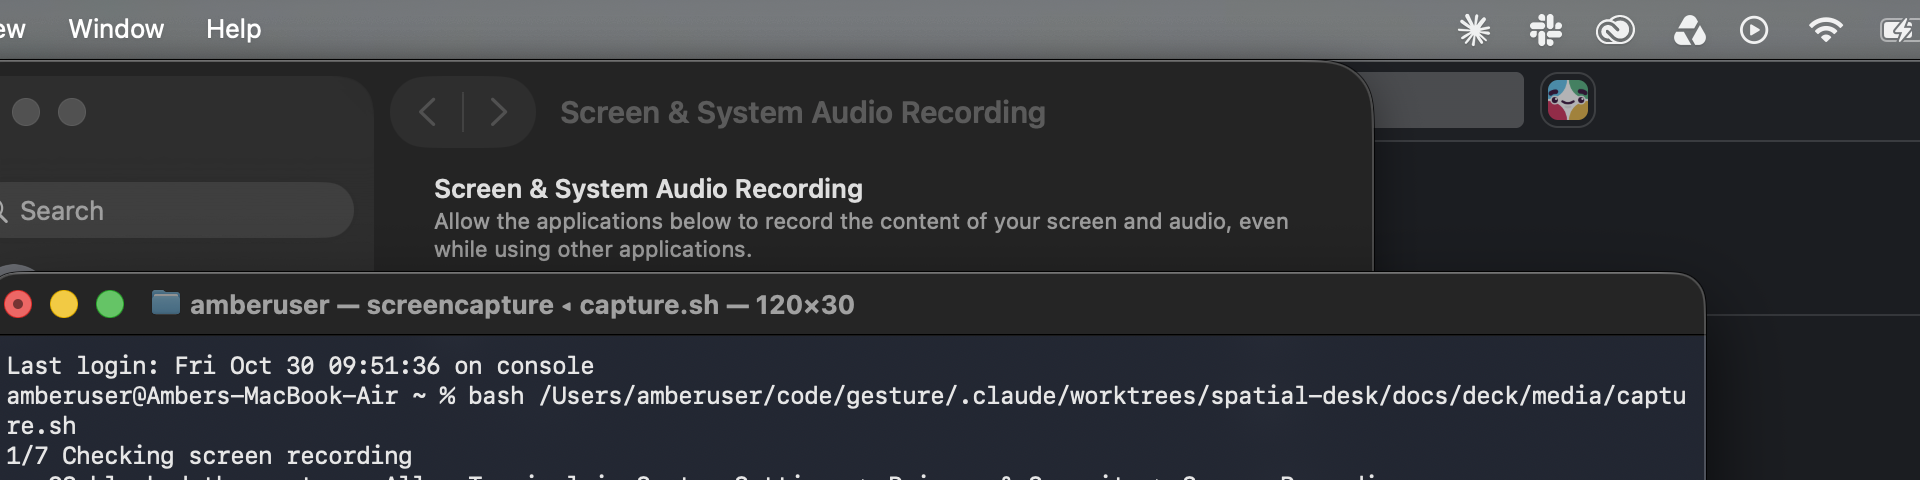 ew Window Help
Screen & System Audio Recording
Search
Screen & System Audio Recording
Allow the applications below to record the content of your screen and audio, even
while using other applications.
amberuser — screencapture ◂ capture.sh — 120×30
Last login: Fri Oct 30 09:51:36 on console
amberuser@Ambers-MacBook-Air ~ % bash /Users/amberuser/code/gesture/.claude/worktrees/spatial-desk/docs/deck/media/captu
re.sh
1/7 Checking screen recording